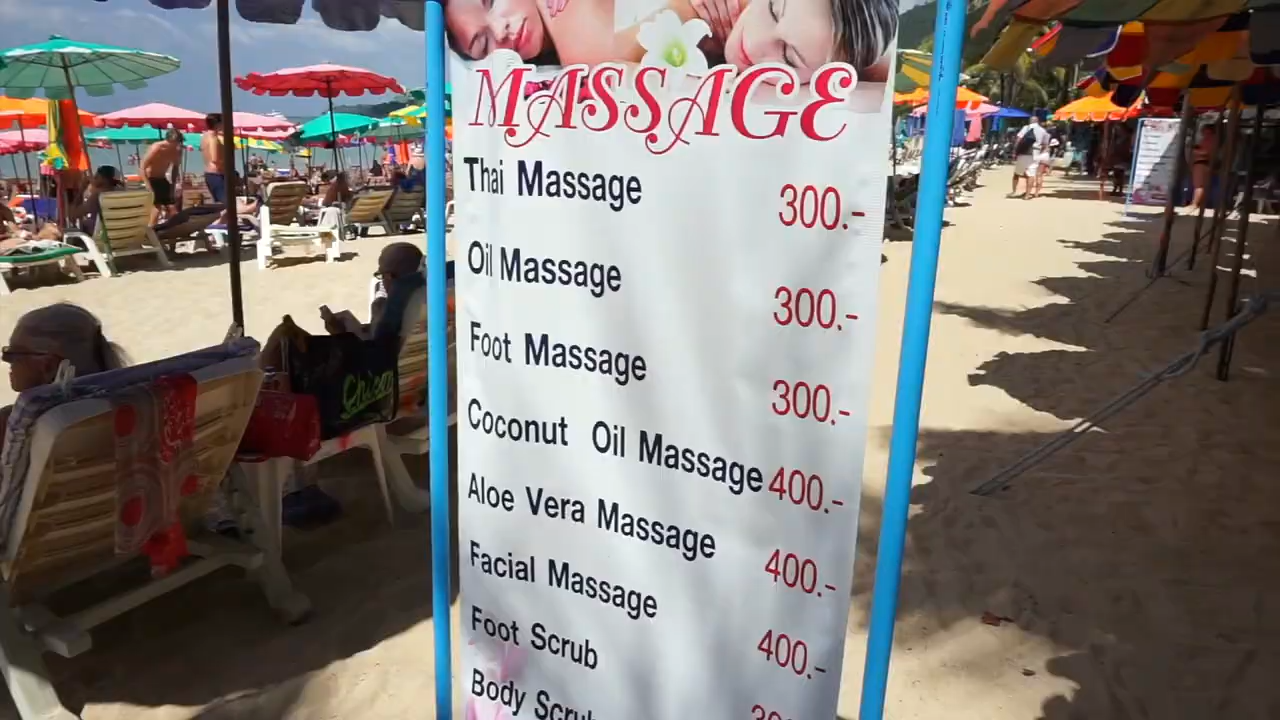 MASSAGE
Thai Massage 300.-
Oil Massage 300.-
Foot Massage 300.-
Coconut Oil Massage 400.-
Aloe Vera Massage 400.-
Facial Massage 400.-
Foot Scrub
Body